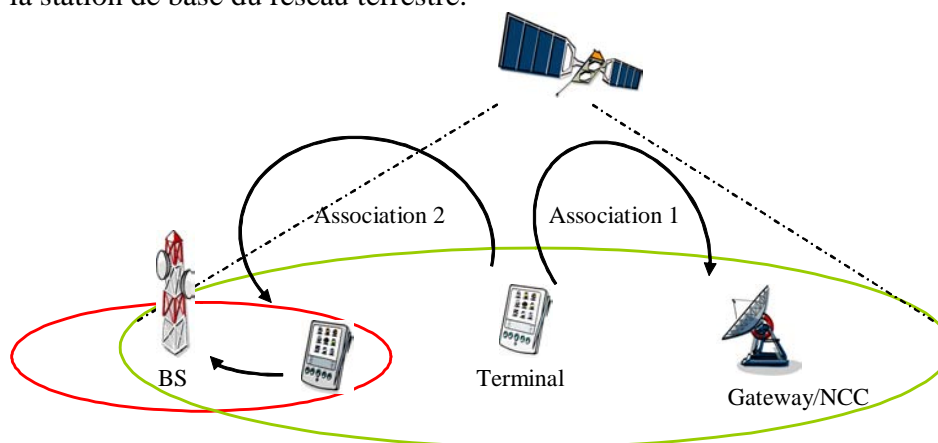 la station de base du réseau terrestre.
Association 2
Association 1
BS
Terminal
Gateway/NCC